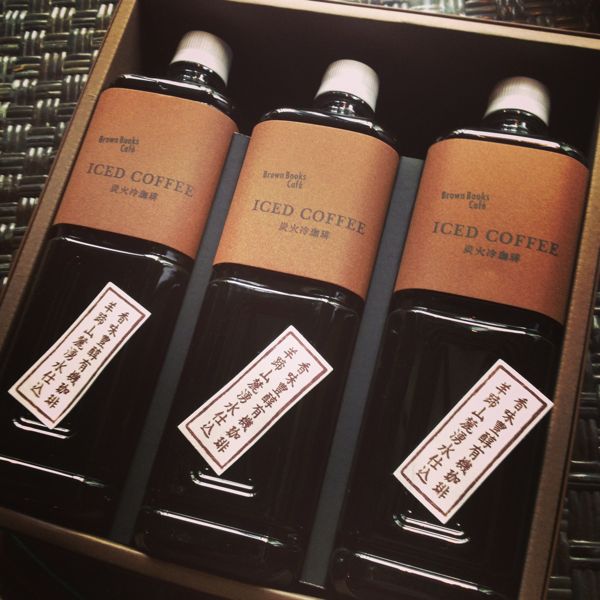 Brown Books
Café
ICED COFFEE
炭火冷珈琲
香味豊醇有機珈琲
羊蹄山麓湧水仕込
Brown Books
Café
ICED COFFEE
炭火冷珈琲
香味豊醇有機珈琲
羊蹄山麓湧水仕込
Brown Books
Café
ICED COFFEE
炭火冷珈琲
香味豊醇有機珈琲
羊蹄山麓湧水仕込